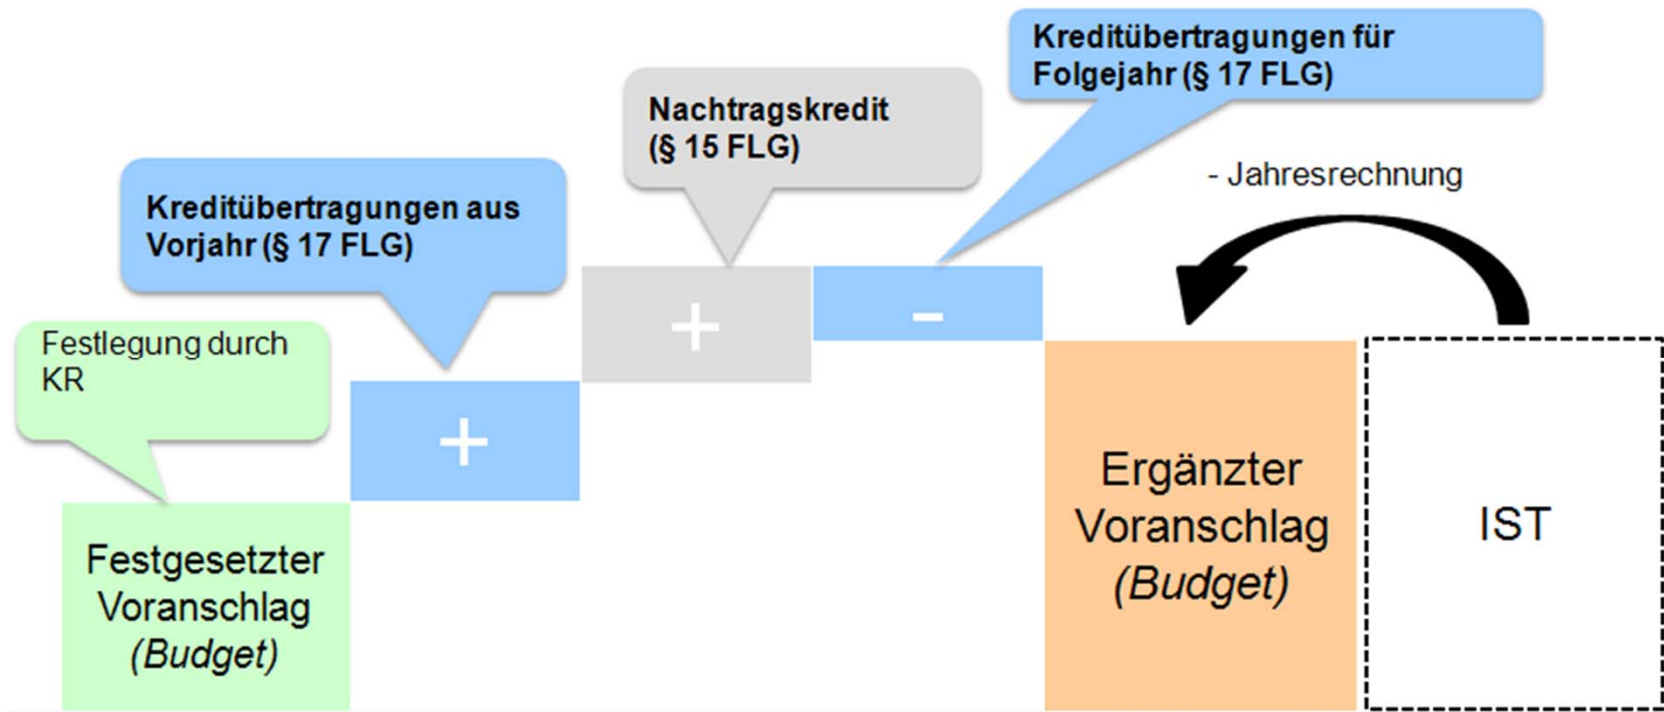 Kreditübertragungen für
Folgejahr (§ 17 FLG)
Nachtragskredit
(§ 15 FLG)
- Jahresrechnung
Kreditübertragungen aus
Vorjahr (§ 17 FLG)
Festlegung durch
KR
+
+
-
Festgesetzter
Voranschlag
(Budget)
Ergänzter
Voranschlag
(Budget)
IST